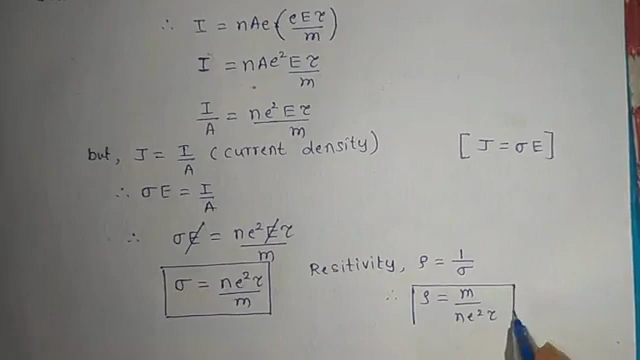 ∴ I = nAe(eEτ/m)
I = nAe²Eτ/m
I/A = ne²Eτ/m
but, J = I/A (current density) [J = σE]
∴ σE = I/A
∴ σE = ne²Eτ/m
σ = ne²τ/m
Resitivity, ρ = 1/σ
∴ ρ = m/ne²τ